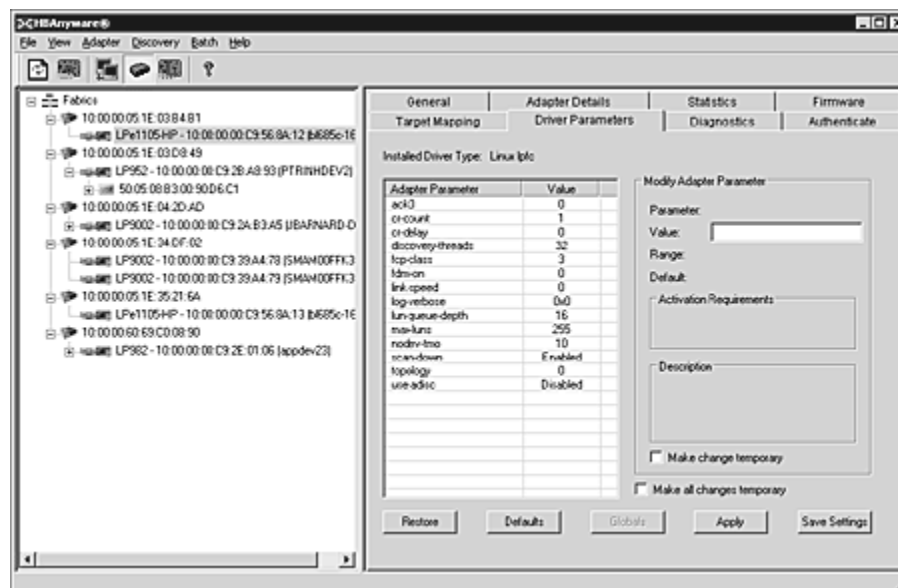 HBAnyware®
File View Adapter Discovery Batch Help
Fabrics
10:00:00:05:1E:03:84:81
LPe1105-HP - 10:00:00:00:C9:56:8A:12 (bl685c-16
10:00:00:05:1E:03:D8:49
LP952 - 10:00:00:00:C9:2B:A8:93 (PTRINHDEV2)
50:05:08:B3:00:90:D6:C1
10:00:00:05:1E:04:2D:AD
LP9002 - 10:00:00:00:C9:2A:B3:A5 (JBARNARD-D
10:00:00:05:1E:34:DF:02
LP9002 - 10:00:00:00:C9:39:A4:78 (SMAM00FFK3
LP9002 - 10:00:00:00:C9:39:A4:79 (SMAM00FFK3
10:00:00:05:1E:35:21:6A
LPe1105-HP - 10:00:00:00:C9:56:8A:13 (bl685c-16
10:00:00:60:69:C0:08:90
LP982 - 10:00:00:00:C9:2E:01:06 (appdev23)
General Adapter Details Statistics Firmware
Target Mapping Driver Parameters Diagnostics Authenticate
Installed Driver Type: Linux lpfc
Adapter Parameter Value
ack0 0
cr-count 1
cr-delay 0
discovery-threads 32
fcp-class 3
fdmi-on 0
link-speed 0
log-verbose 0x0
lun-queue-depth 16
max-luns 255
nodev-tmo 10
scan-down Enabled
topology 0
use-adisc Disabled
Modify Adapter Parameter
Parameter:
Value:
Range:
Default:
Activation Requirements
Description
Make change temporary
Make all changes temporary
Restore Defaults Globals Apply Save Settings